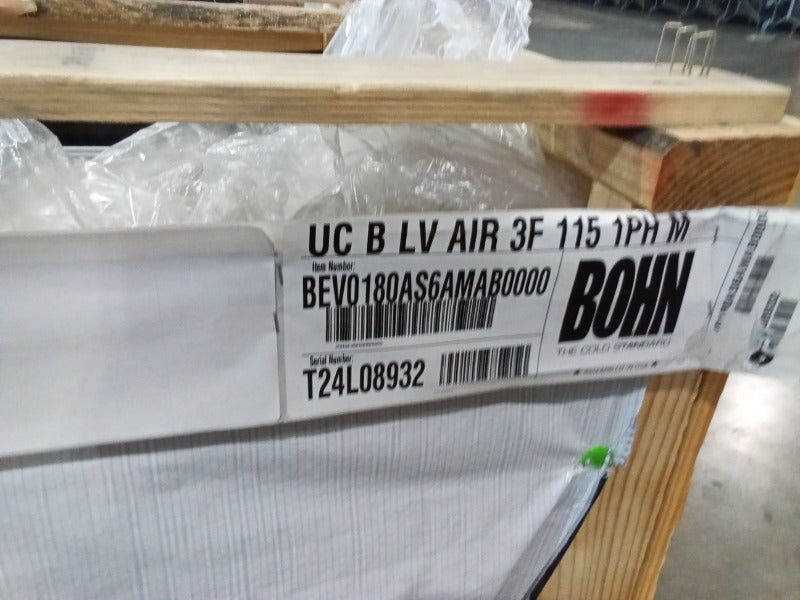 UC B LV AIR 3F 115 1PH M
Item Number:
BEV0180AS6AMAB0000
BOHN
THE COLD STANDARD
Serial Number:
T24L08932